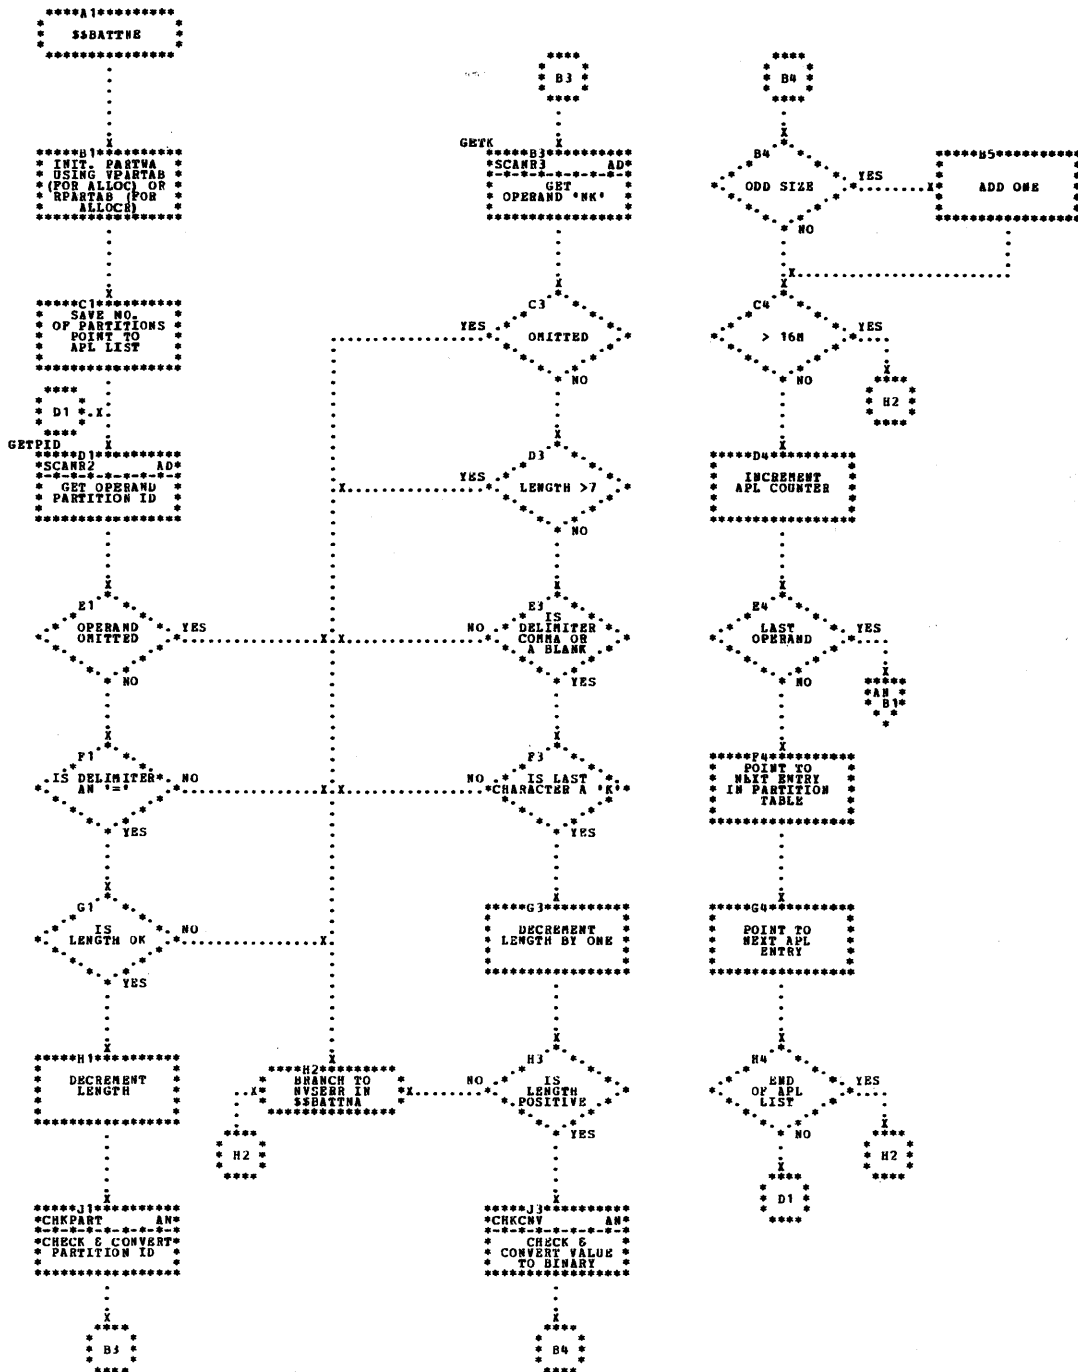 A1
$$BATTNE
B1
INIT. PARTWA
USING VPARTAB
(FOR ALLOC) OR
RPARTAB (FOR
ALLOCR)
C1
SAVE NO.
OF PARTITIONS
POINT TO
APL LIST
D1
GETPID
D1
SCANR2 AD
GET OPERAND
PARTITION ID
E1
OPERAND
OMITTED
YES
NO
F1
IS DELIMITER
AN '='
NO
YES
G1
IS
LENGTH OK
NO
YES
H1
DECREMENT
LENGTH
J1
CHKPART AN
CHECK & CONVERT
PARTITION ID
B3
H2
BRANCH TO
NVSERR IN
$$BATTNA
H2
B3
GETK
B3
SCANR3 AD
GET
OPERAND 'NK'
C3
OMITTED
YES
NO
D3
LENGTH >7
YES
NO
E3
IS
DELIMITER
COMMA OR
A BLANK
NO
YES
F3
IS LAST
CHARACTER A 'K'
NO
YES
G3
DECREMENT
LENGTH BY ONE
H3
IS
LENGTH
POSITIVE
NO
YES
J3
CHKCNV AN
CHECK &
CONVERT VALUE
TO BINARY
B4
B4
B4
ODD SIZE
YES
NO
B5
ADD ONE
C4
> 16M
YES
NO
H2
D4
INCREMENT
APL COUNTER
E4
LAST
OPERAND
YES
NO
AN
B1
F4
POINT TO
NEXT ENTRY
IN PARTITION
TABLE
G4
POINT TO
NEXT APL
ENTRY
H4
END
OF APL
LIST
YES
NO
H2
D1